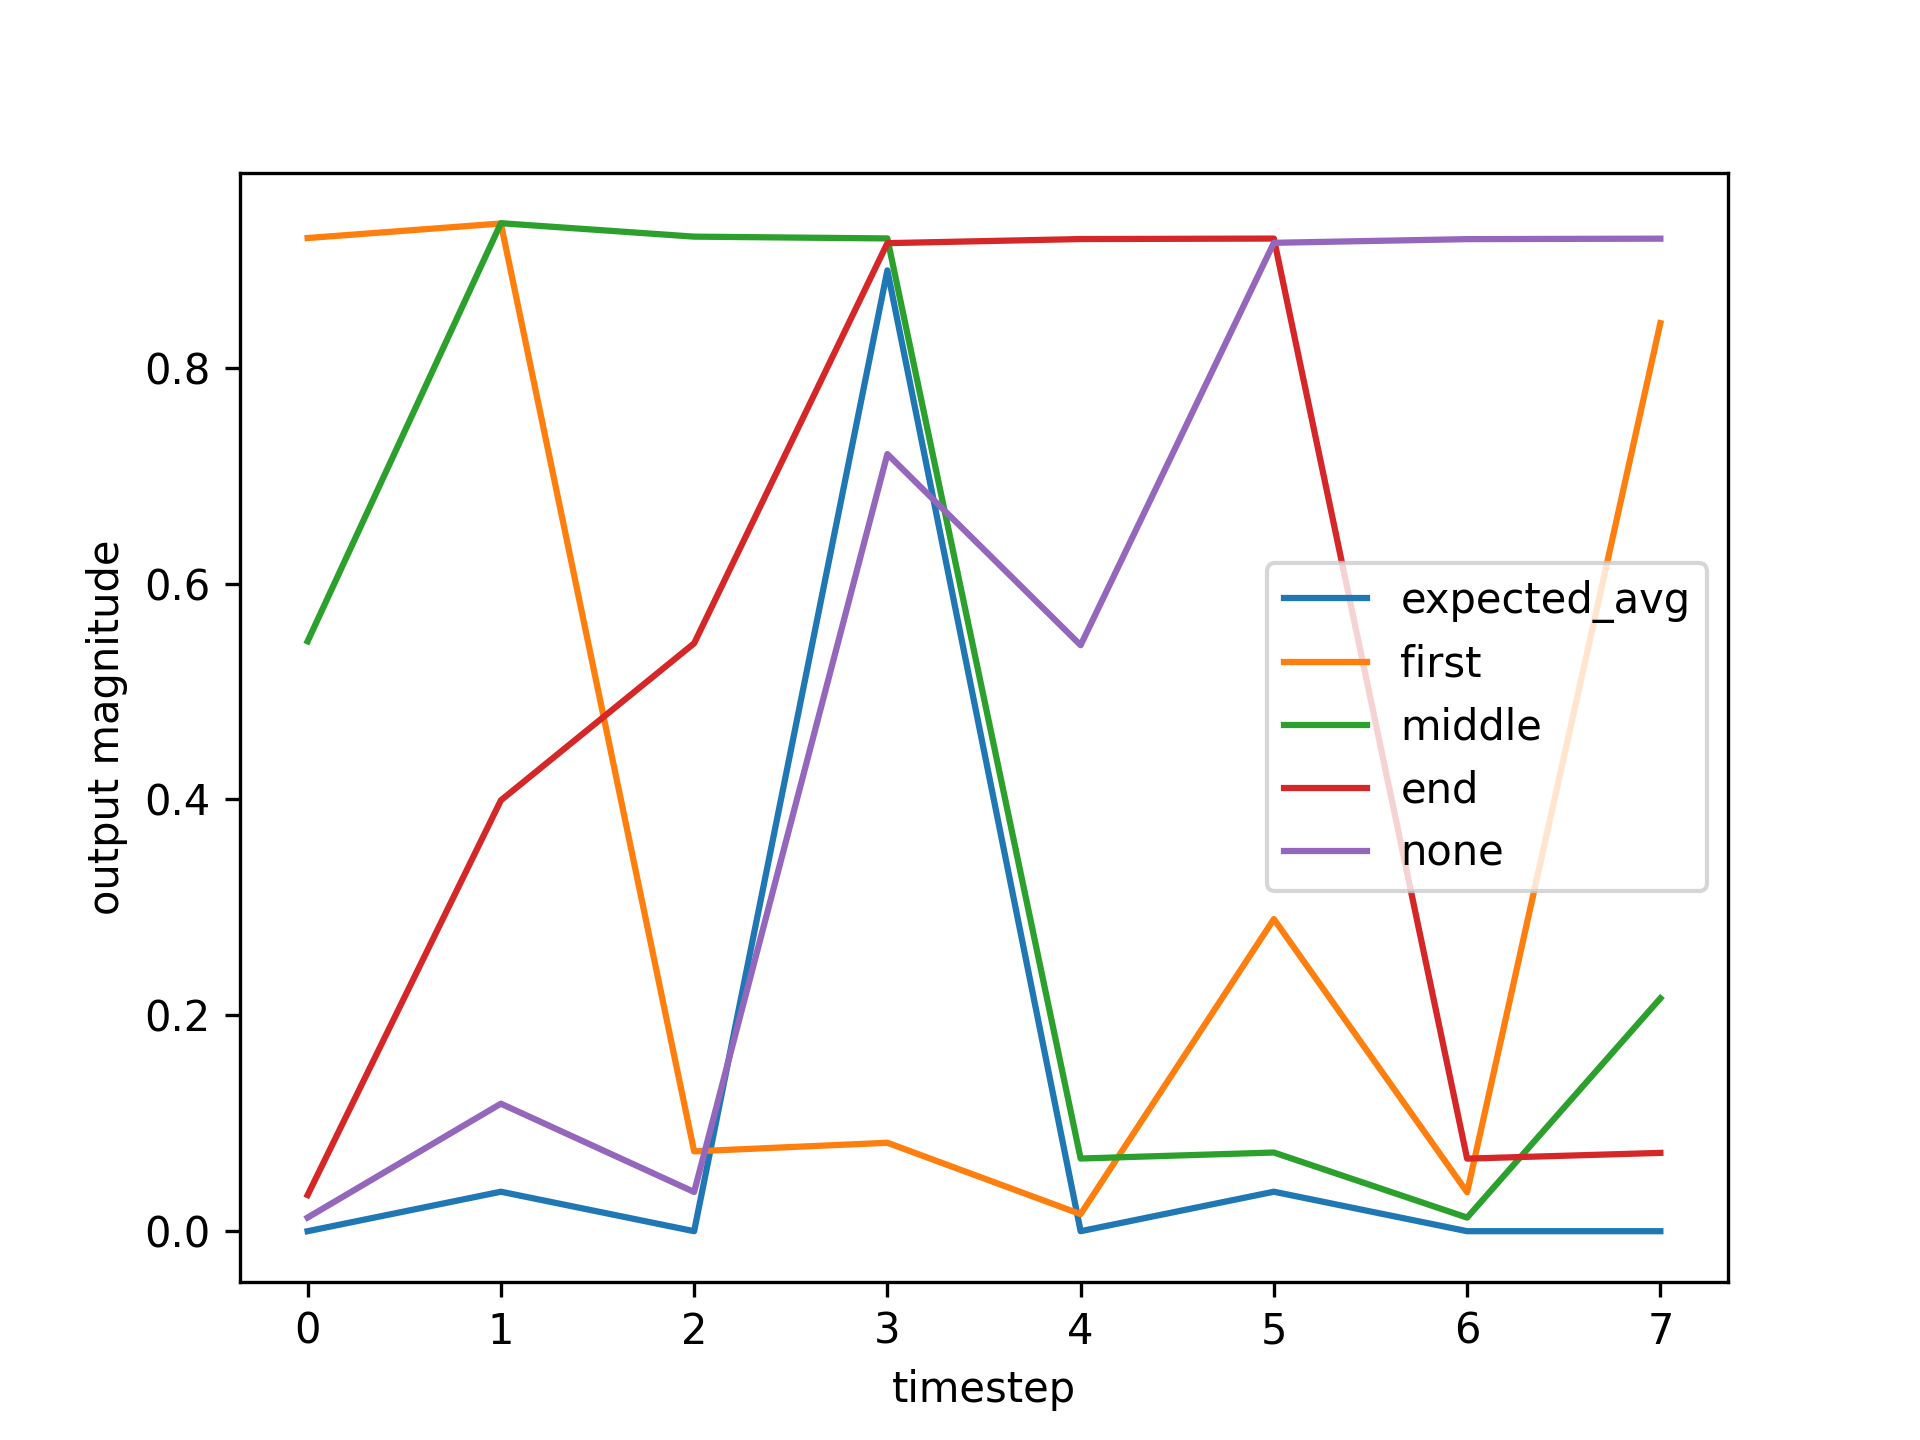 output magnitude
0.8
0.6
0.4
0.2
0.0
expected_avg
first
middle
end
none
0 1 2 3 4 5 6 7
timestep